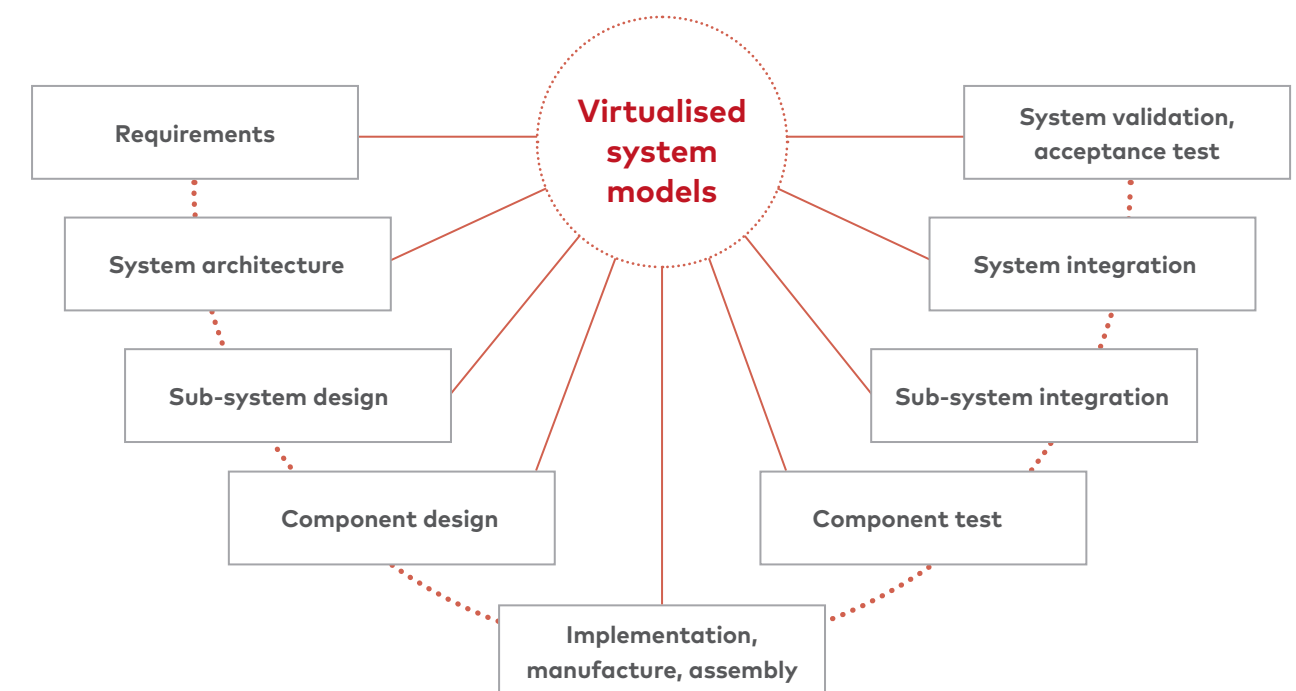 Virtualised
system
models
Requirements
System validation,
acceptance test
System architecture
System integration
Sub-system design
Sub-system integration
Component design
Component test
Implementation,
manufacture, assembly